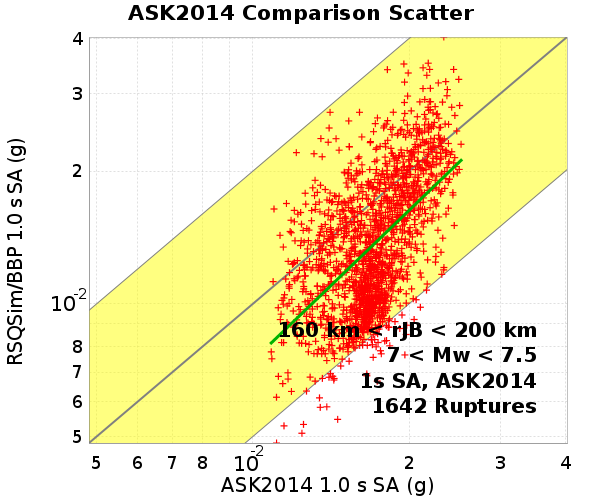 ASK2014 Comparison Scatter
RSQSim/BBP 1.0 s SA (g)
4
3
2
10-2
8
7
6
5
160 km < rJB < 200 km
7 < Mw < 7.5
1s SA, ASK2014
1642 Ruptures
5 6 7 8 10-2 2 3 4
ASK2014 1.0 s SA (g)